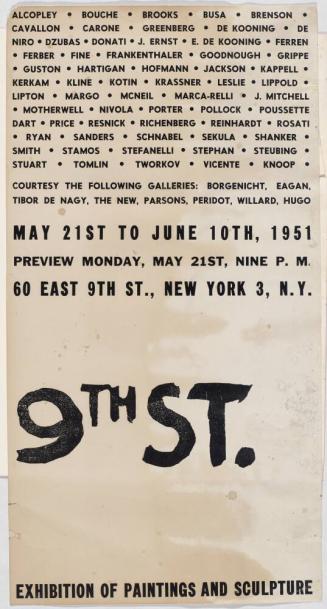 ALCOPLEY • BOUCHE • BROOKS • BUSA • BRENSON •
CAVALLON • CARONE • GREENBERG • DE KOONING • DE
NIRO • DZUBAS • DONATI • J. ERNST • E. DE KOONING • FERREN
• FERBER • FINE • FRANKENTHALER • GOODNOUGH • GRIPPE
• GUSTON • HARTIGAN • HOFMANN • JACKSON • KAPPELL •
KERKAM • KLINE • KOTIN • KRASSNER • LESLIE • LIPPOLD •
LIPTON • MARGO • MCNEIL • MARCA-RELLI • J. MITCHELL
• MOTHERWELL • NIVOLA • PORTER • POLLOCK • POUSSETTE
DART • PRICE • RESNICK • RICHENBERG • REINHARDT • ROSATI
• RYAN • SANDERS • SCHNABEL • SEKULA • SHANKER •
SMITH • STAMOS • STEFANELLI • STEPHAN • STEUBING •
STUART • TOMLIN • TWORKOV • VICENTE • KNOOP •
COURTESY THE FOLLOWING GALLERIES: BORGENICHT, EAGAN,
TIBOR DE NAGY, THE NEW, PARSONS, PERIDOT, WILLARD, HUGO
MAY 21ST TO JUNE 10TH, 1951
PREVIEW MONDAY, MAY 21ST, NINE P. M.
60 EAST 9TH ST., NEW YORK 3, N.Y.
9TH ST.
EXHIBITION OF PAINTINGS AND SCULPTURE